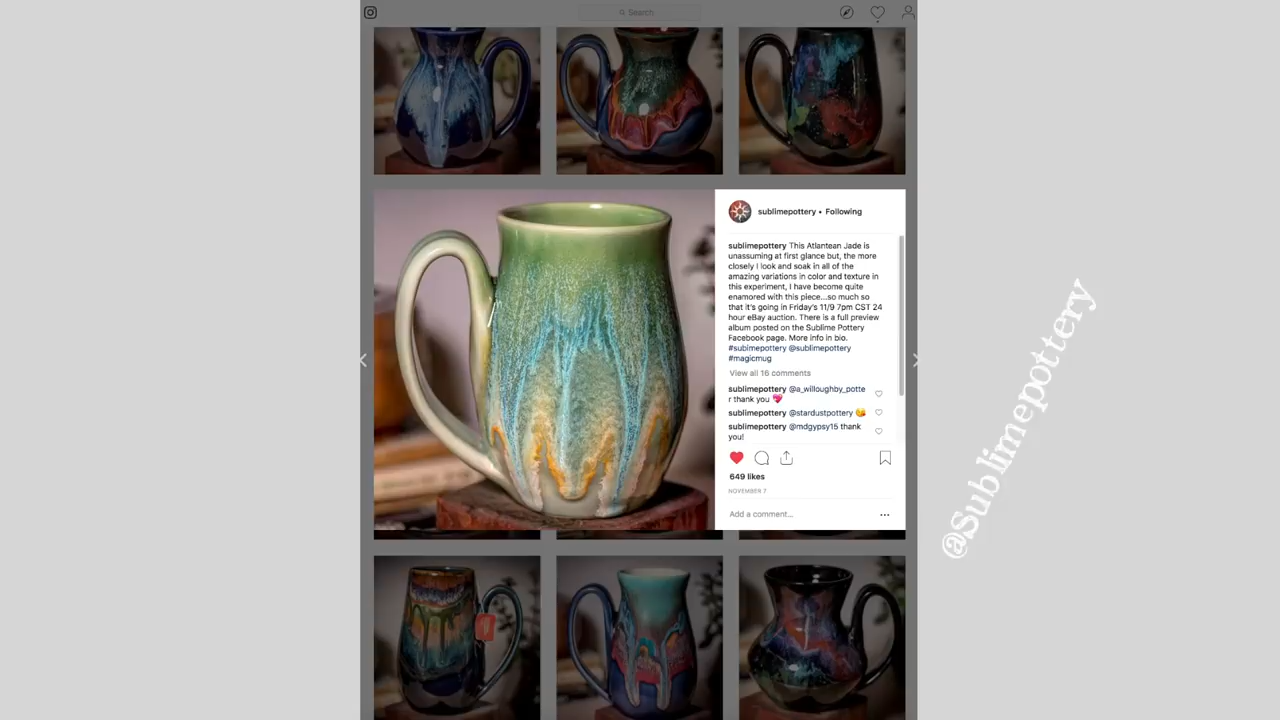 Search
sublimepottery • Following
sublimepottery This Atlantean Jade is
unassuming at first glance but, the more
closely I look and soak in all of the
amazing variations in color and texture in
this experiment, I have become quite
enamored with this piece...so much so
that it's going in Friday's 11/9 7pm CST 24
hour eBay auction. There is a full preview
album posted on the Sublime Pottery
Facebook page. More info in bio.
#subimepottery @sublimepottery
#magicmug
View all 16 comments
sublimepottery @a_willoughby_potte
r thank you 💖
sublimepottery @stardustpottery 😘
sublimepottery @mdgypsy15 thank
you!
649 likes
NOVEMBER 7
Add a comment...
@Sublimepottery